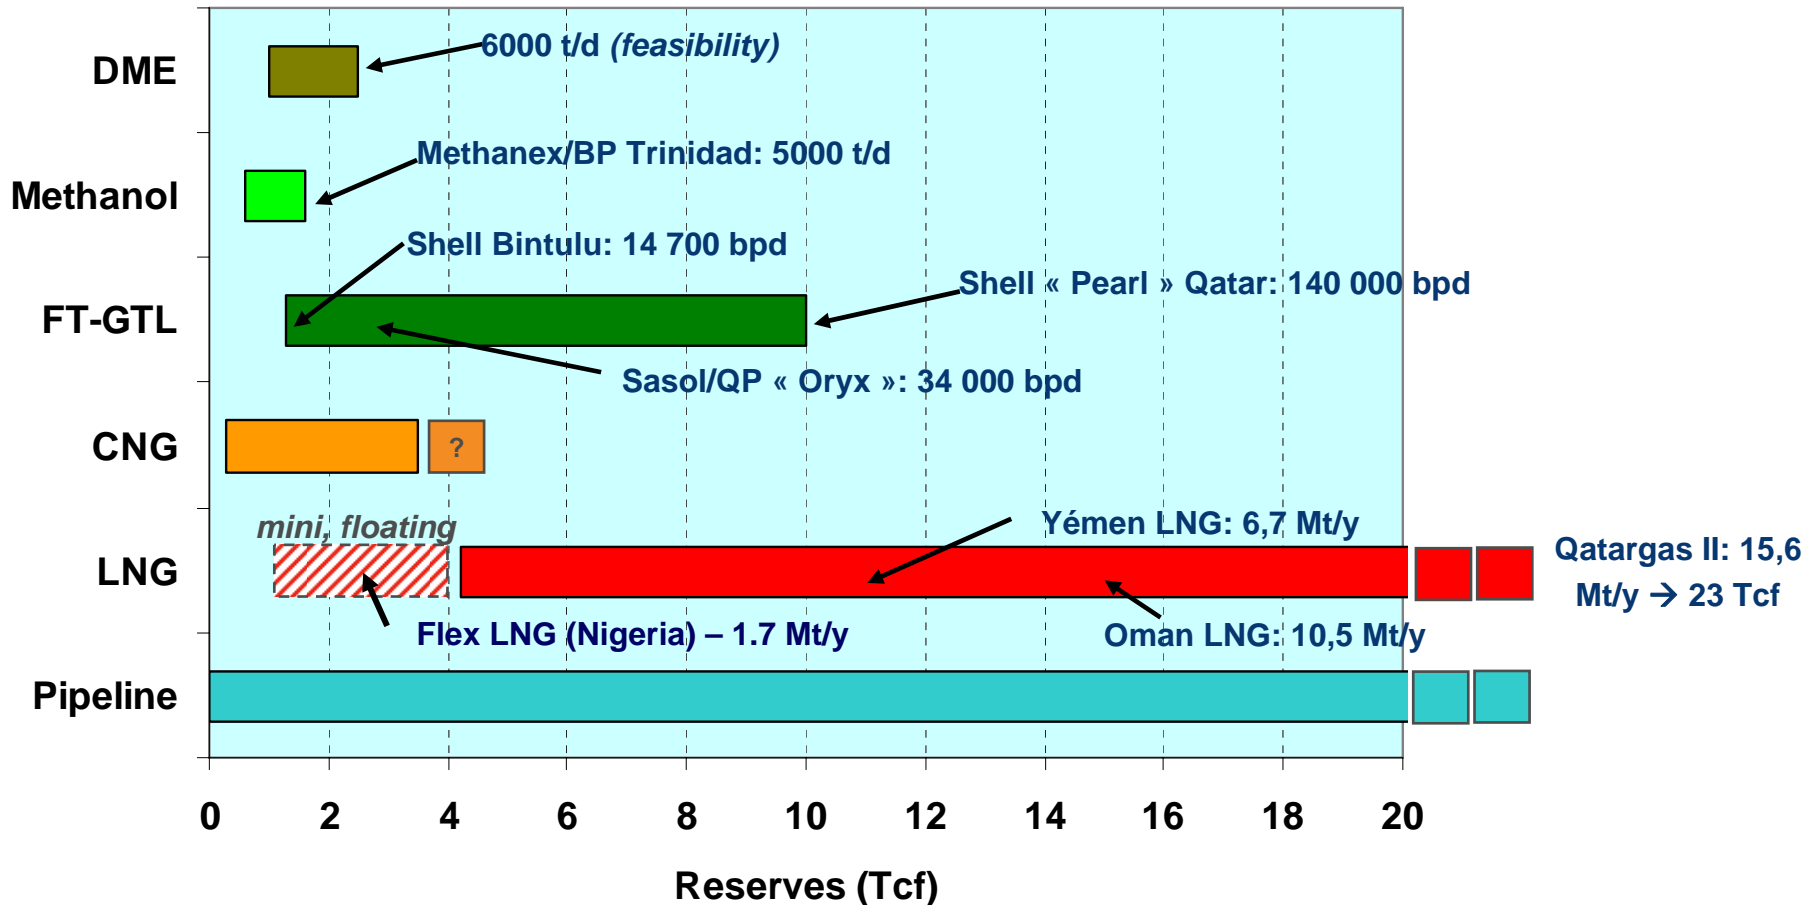 DME
6000 t/d (feasibility)
Methanol
Methanex/BP Trinidad: 5000 t/d
Shell Bintulu: 14 700 bpd
FT-GTL
Shell « Pearl » Qatar: 140 000 bpd
Sasol/QP « Oryx »: 34 000 bpd
CNG
?
mini, floating
LNG
Yémen LNG: 6,7 Mt/y
Qatargas II: 15,6
Mt/y → 23 Tcf
Flex LNG (Nigeria) – 1.7 Mt/y
Oman LNG: 10,5 Mt/y
Pipeline
0 2 4 6 8 10 12 14 16 18 20
Reserves (Tcf)